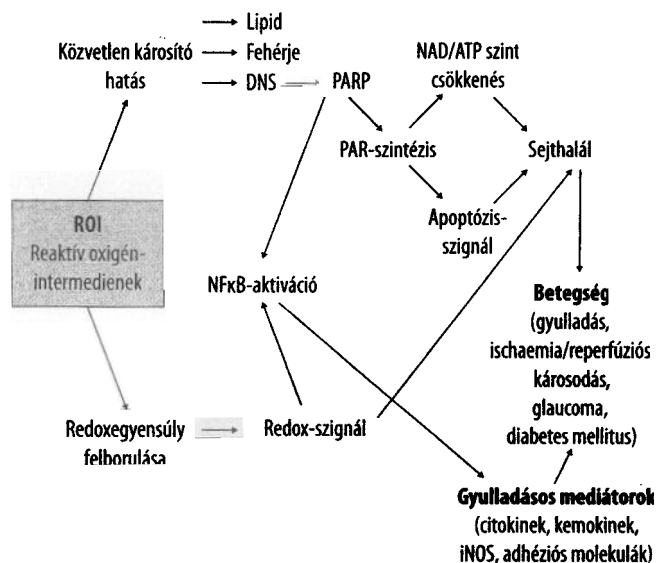 Lipid
Közvetlen károsító
hatás
Fehérje
DNS
PARP
NAD/ATP szint
csökkenés
PAR-szintézis
Sejthalál
Apoptózis-
szignál
ROI
Reaktív oxigén-
intermedienek
NFκB-aktiváció
Betegség
(gyulladás,
ischaemia/reperfúziós
károsodás,
glaucoma,
diabetes mellitus)
Redoxegyensúly
felborulása
Redox-szignál
Gyulladásos mediátorok
(citokinek, kemokinek,
iNOS, adhéziós molekulák)